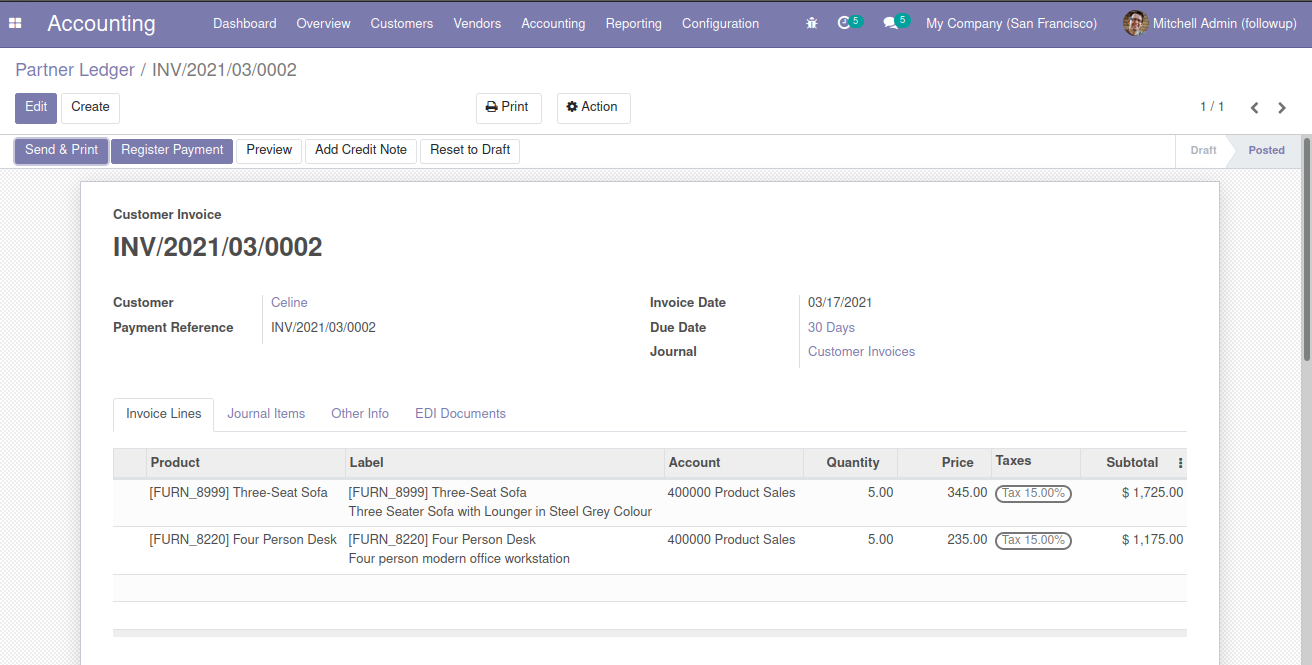 Accounting Dashboard Overview Customers Vendors Accounting Reporting Configuration 5 5 My Company (San Francisco) Mitchell Admin (followup)
Partner Ledger / INV/2021/03/0002
Edit Create Print Action 1 / 1
Send & Print Register Payment Preview Add Credit Note Reset to Draft Draft Posted
Customer Invoice
INV/2021/03/0002
Customer Celine Invoice Date 03/17/2021
Payment Reference INV/2021/03/0002 Due Date 30 Days
Journal Customer Invoices
Invoice Lines Journal Items Other Info EDI Documents
Product Label Account Quantity Price Taxes Subtotal
[FURN_8999] Three-Seat Sofa [FURN_8999] Three-Seat Sofa 400000 Product Sales 5.00 345.00 Tax 15.00% $ 1,725.00
Three Seater Sofa with Lounger in Steel Grey Colour
[FURN_8220] Four Person Desk [FURN_8220] Four Person Desk 400000 Product Sales 5.00 235.00 Tax 15.00% $ 1,175.00
Four person modern office workstation